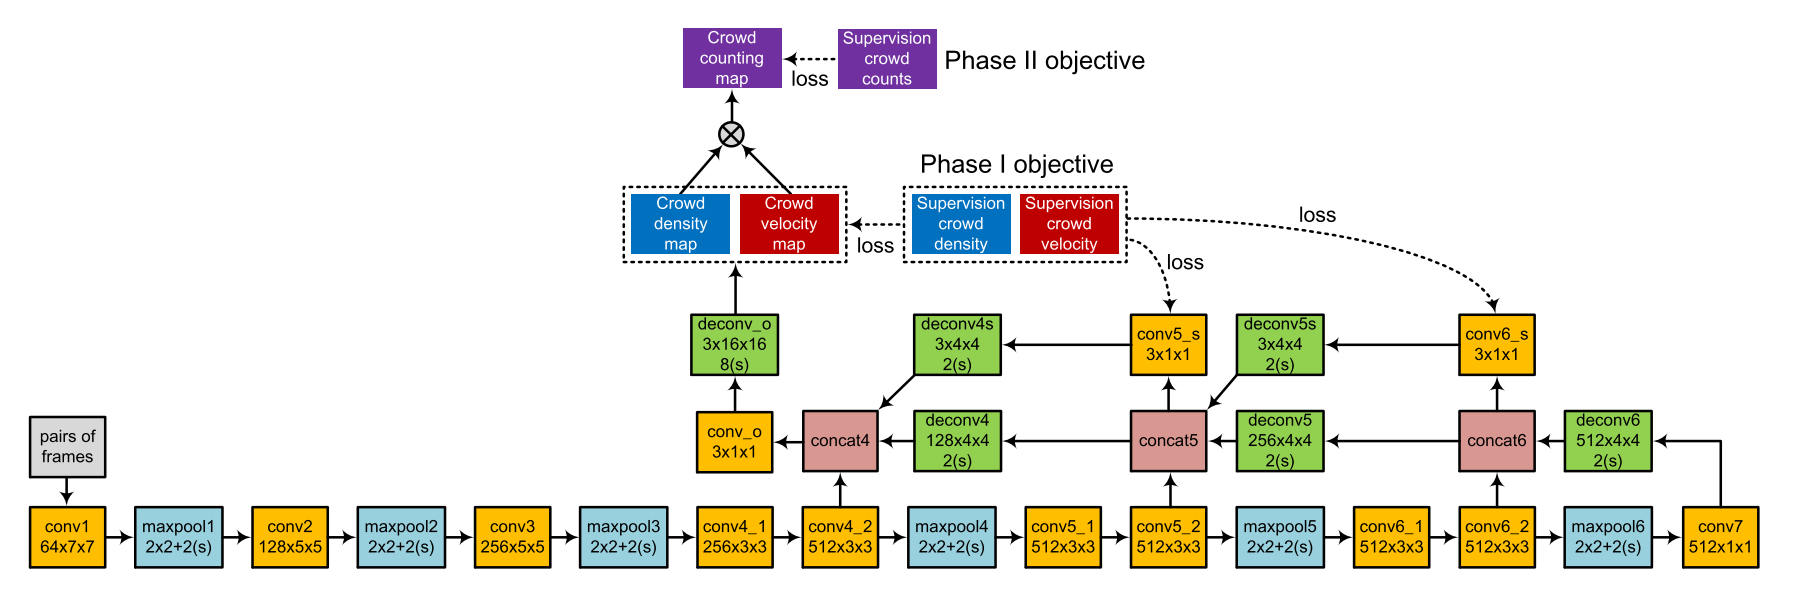 Crowd
counting
map
Supervision
crowd
counts
Phase II objective
loss
Phase I objective
Crowd
density
map
Crowd
velocity
map
Supervision
crowd
density
Supervision
crowd
velocity
loss
loss
loss
deconv_o
3x16x16
8(s)
deconv4s
3x4x4
2(s)
conv5_s
3x1x1
deconv5s
3x4x4
2(s)
conv6_s
3x1x1
pairs of
frames
conv_o
3x1x1
concat4
deconv4
128x4x4
2(s)
concat5
deconv5
256x4x4
2(s)
concat6
deconv6
512x4x4
2(s)
conv1
64x7x7
maxpool1
2x2+2(s)
conv2
128x5x5
maxpool2
2x2+2(s)
conv3
256x5x5
maxpool3
2x2+2(s)
conv4_1
256x3x3
conv4_2
512x3x3
maxpool4
2x2+2(s)
conv5_1
512x3x3
conv5_2
512x3x3
maxpool5
2x2+2(s)
conv6_1
512x3x3
conv6_2
512x3x3
maxpool6
2x2+2(s)
conv7
512x1x1